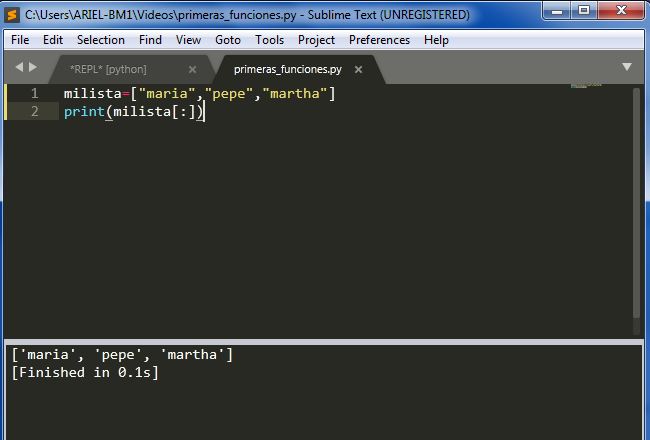 C:\Users\ARIEL-BM1\Videos\primeras_funciones.py - Sublime Text (UNREGISTERED)
File Edit Selection Find View Goto Tools Project Preferences Help
*REPL* [python] primeras_funciones.py
1 milista=["maria","pepe","martha"]
2 print(milista[:])
['maria', 'pepe', 'martha']
[Finished in 0.1s]